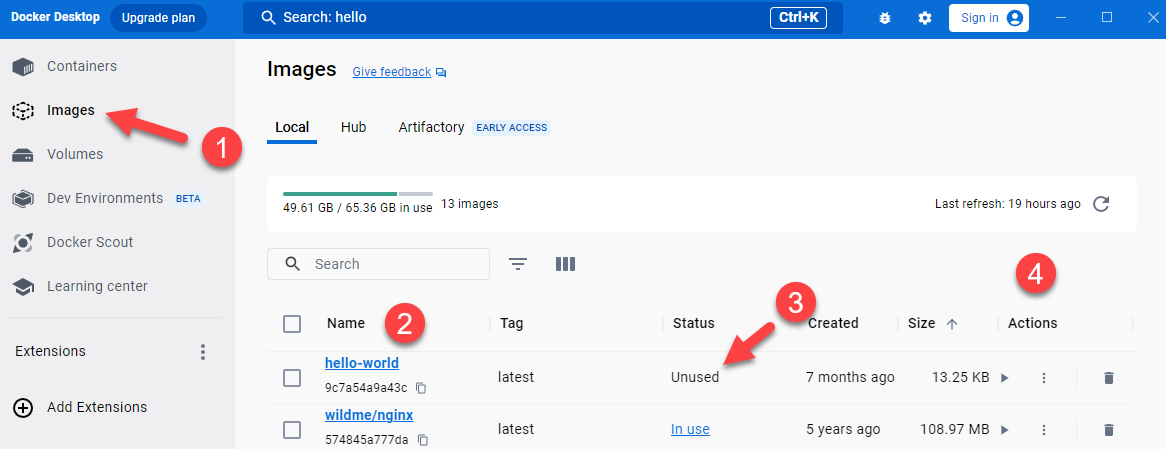 Docker Desktop Upgrade plan Search: hello Ctrl+K Sign in
Containers
Images
Volumes
Dev Environments BETA
Docker Scout
Learning center
Extensions
Add Extensions
1
Images Give feedback
Local Hub Artifactory EARLY ACCESS
49.61 GB / 65.36 GB in use 13 images Last refresh: 19 hours ago
Search
2
3
4
Name Tag Status Created Size Actions
hello-world latest Unused 7 months ago 13.25 KB
9c7a54a9a43c
wildme/nginx latest In use 5 years ago 108.97 MB
574845a777da